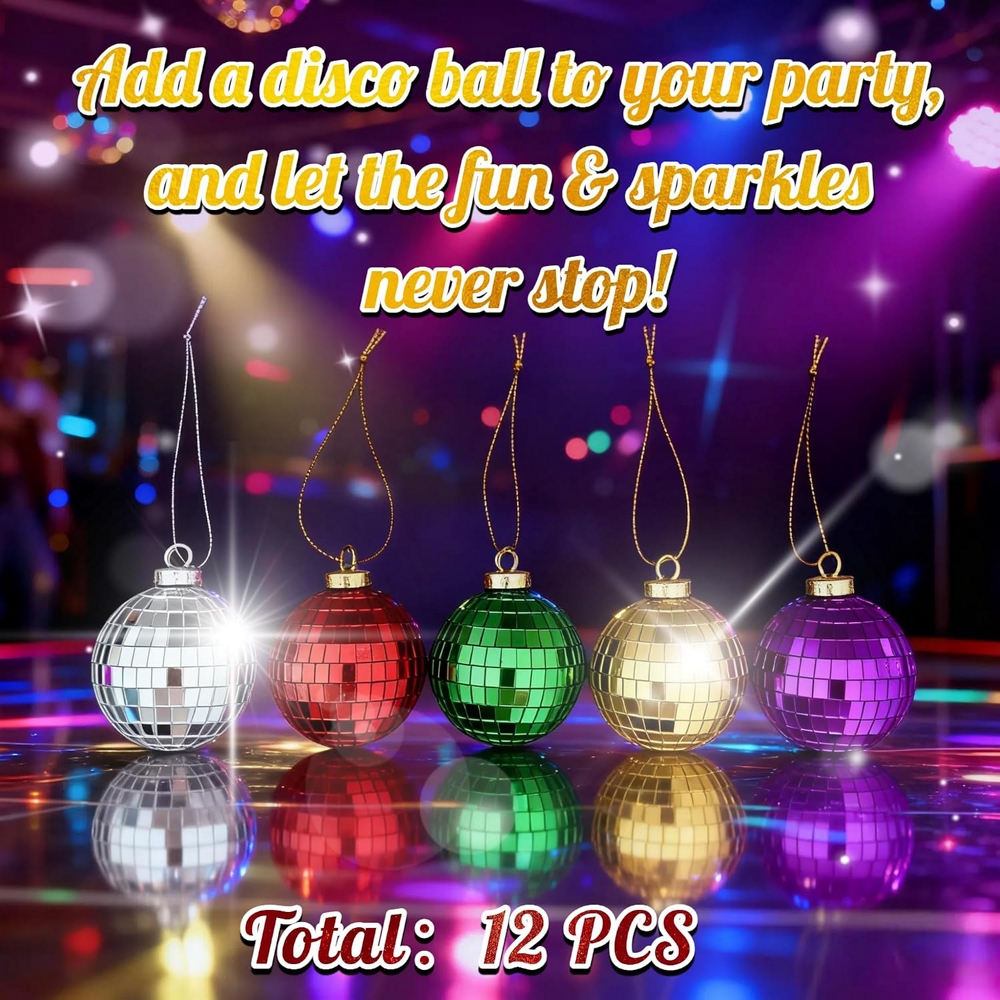 Add a disco ball to your party,
and let the fun & sparkles
never stop!
Total： 12 PCS